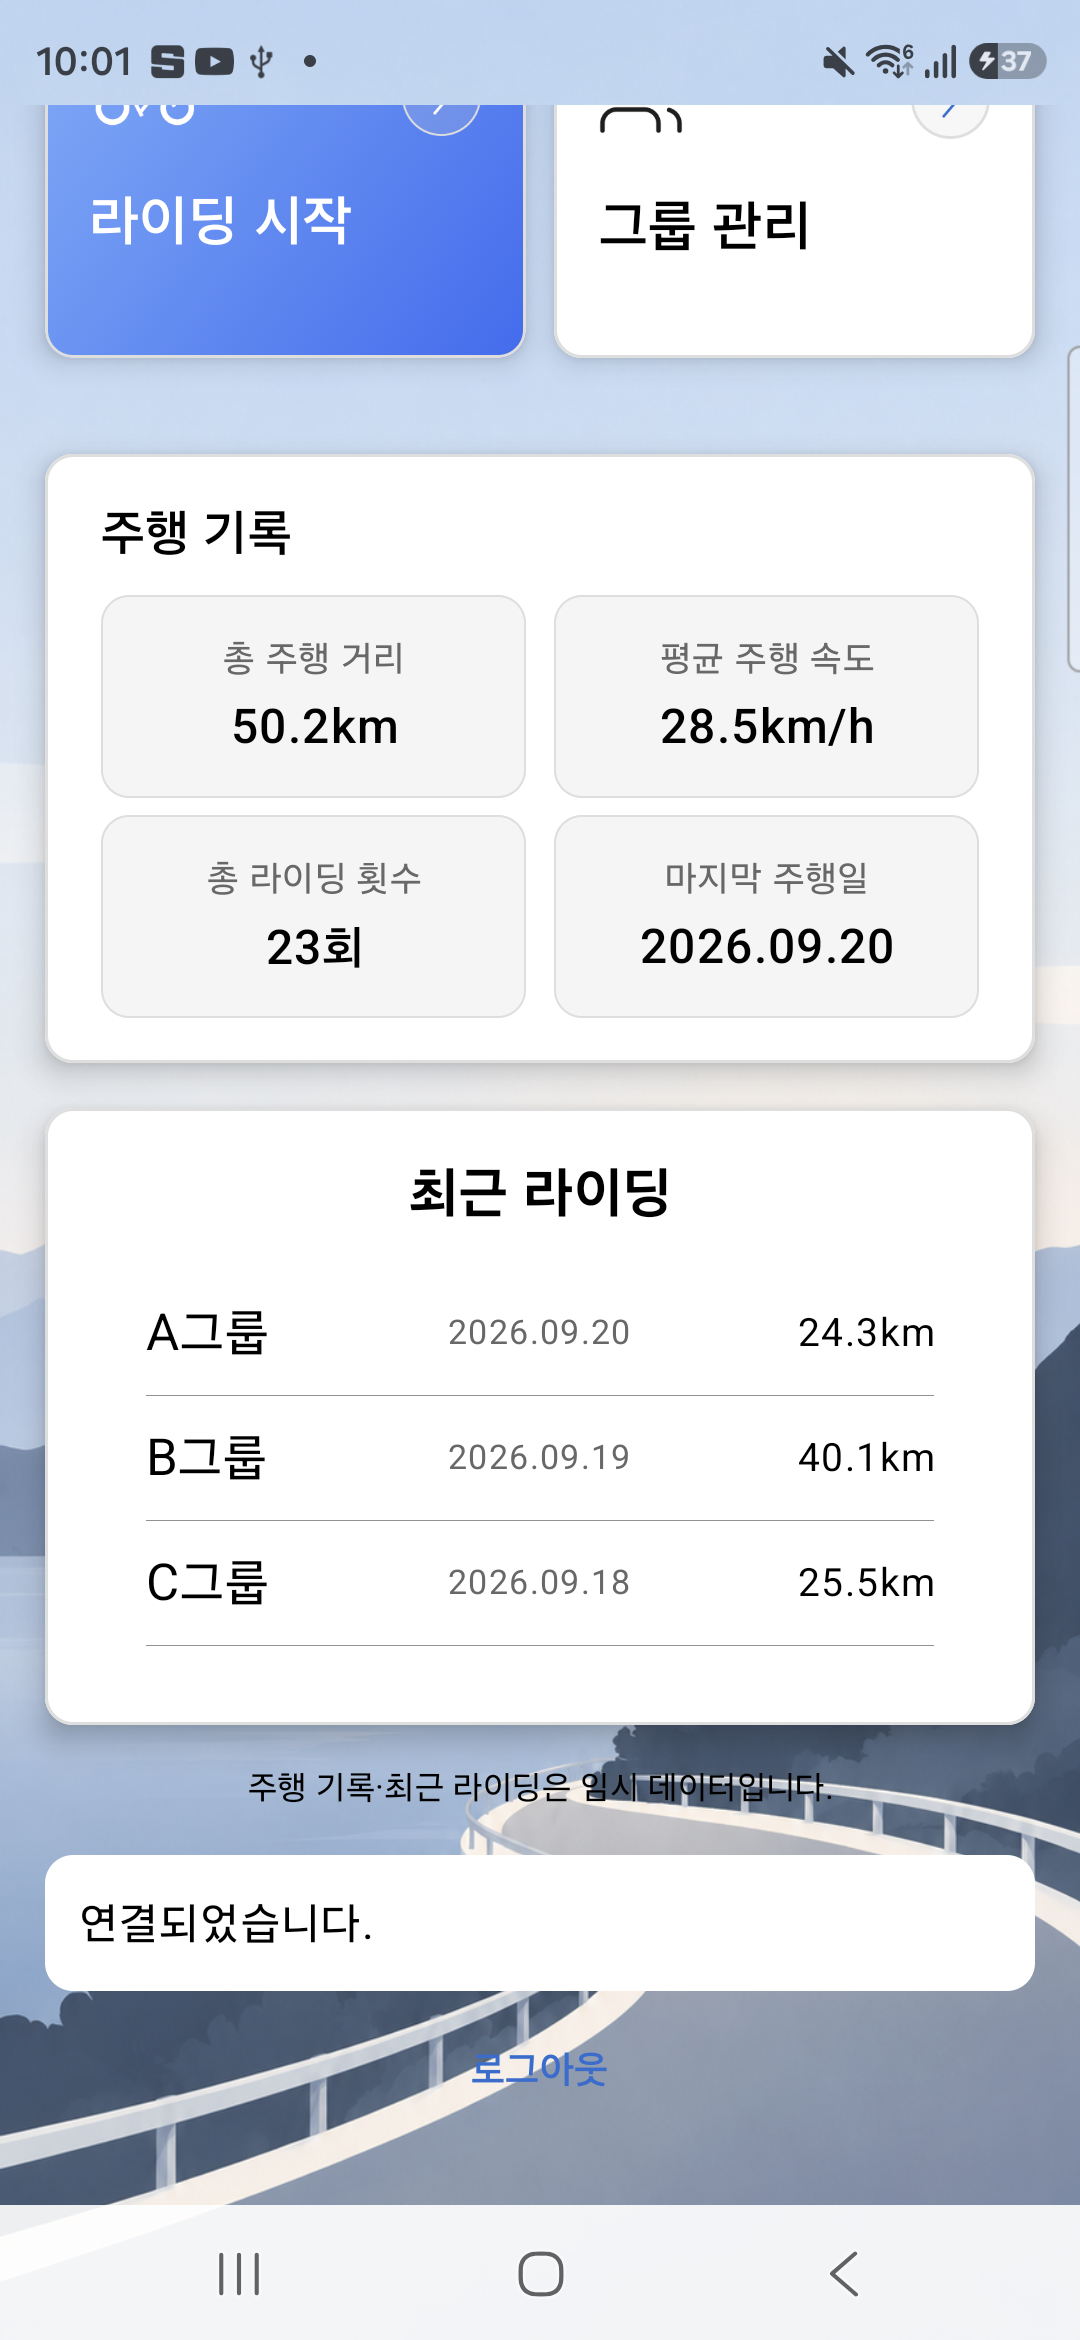 10:01
6
37
라이딩 시작
그룹 관리
주행 기록
총 주행 거리
50.2km
평균 주행 속도
28.5km/h
총 라이딩 횟수
23회
마지막 주행일
2026.09.20
최근 라이딩
A그룹 2026.09.20 24.3km
B그룹 2026.09.19 40.1km
C그룹 2026.09.18 25.5km
주행 기록·최근 라이딩은 임시 데이터입니다.
연결되었습니다.
로그아웃